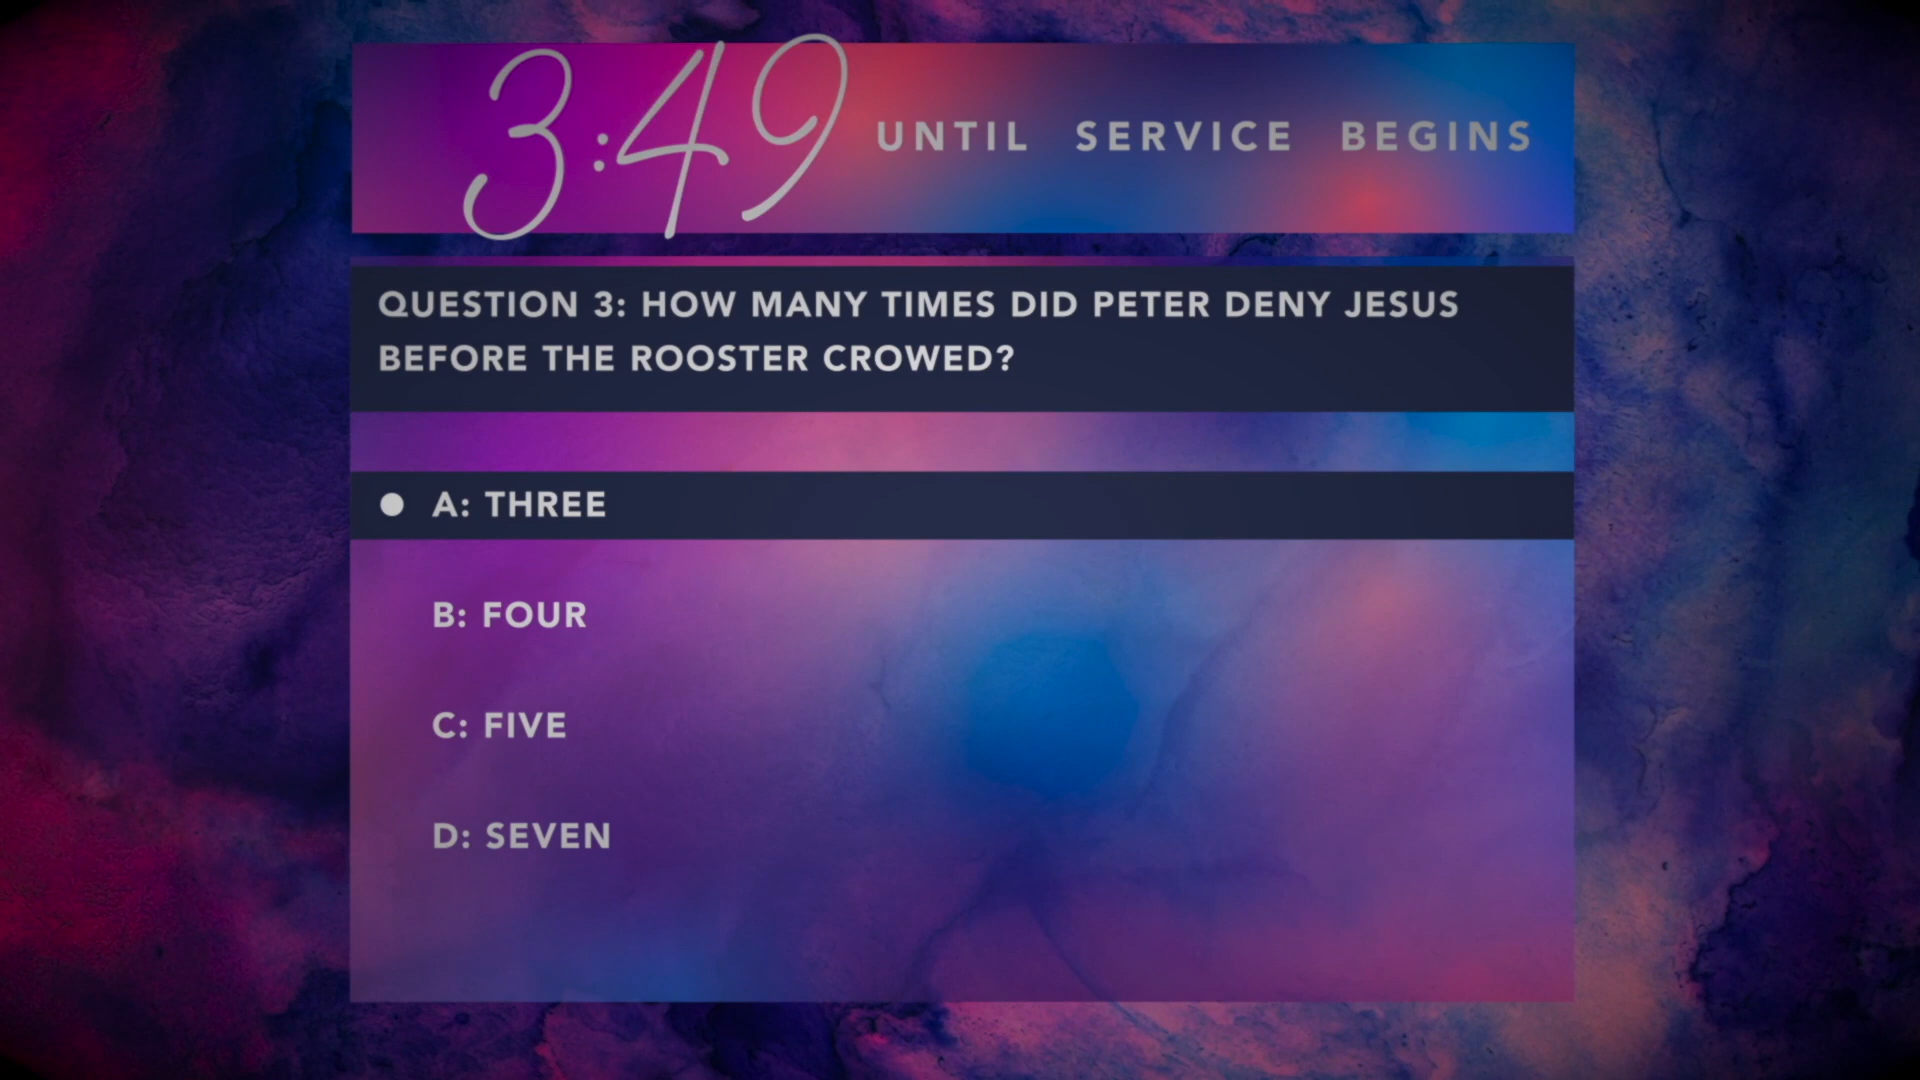 3:49 UNTIL SERVICE BEGINS
QUESTION 3: HOW MANY TIMES DID PETER DENY JESUS
BEFORE THE ROOSTER CROWED?
A: THREE
B: FOUR
C: FIVE
D: SEVEN